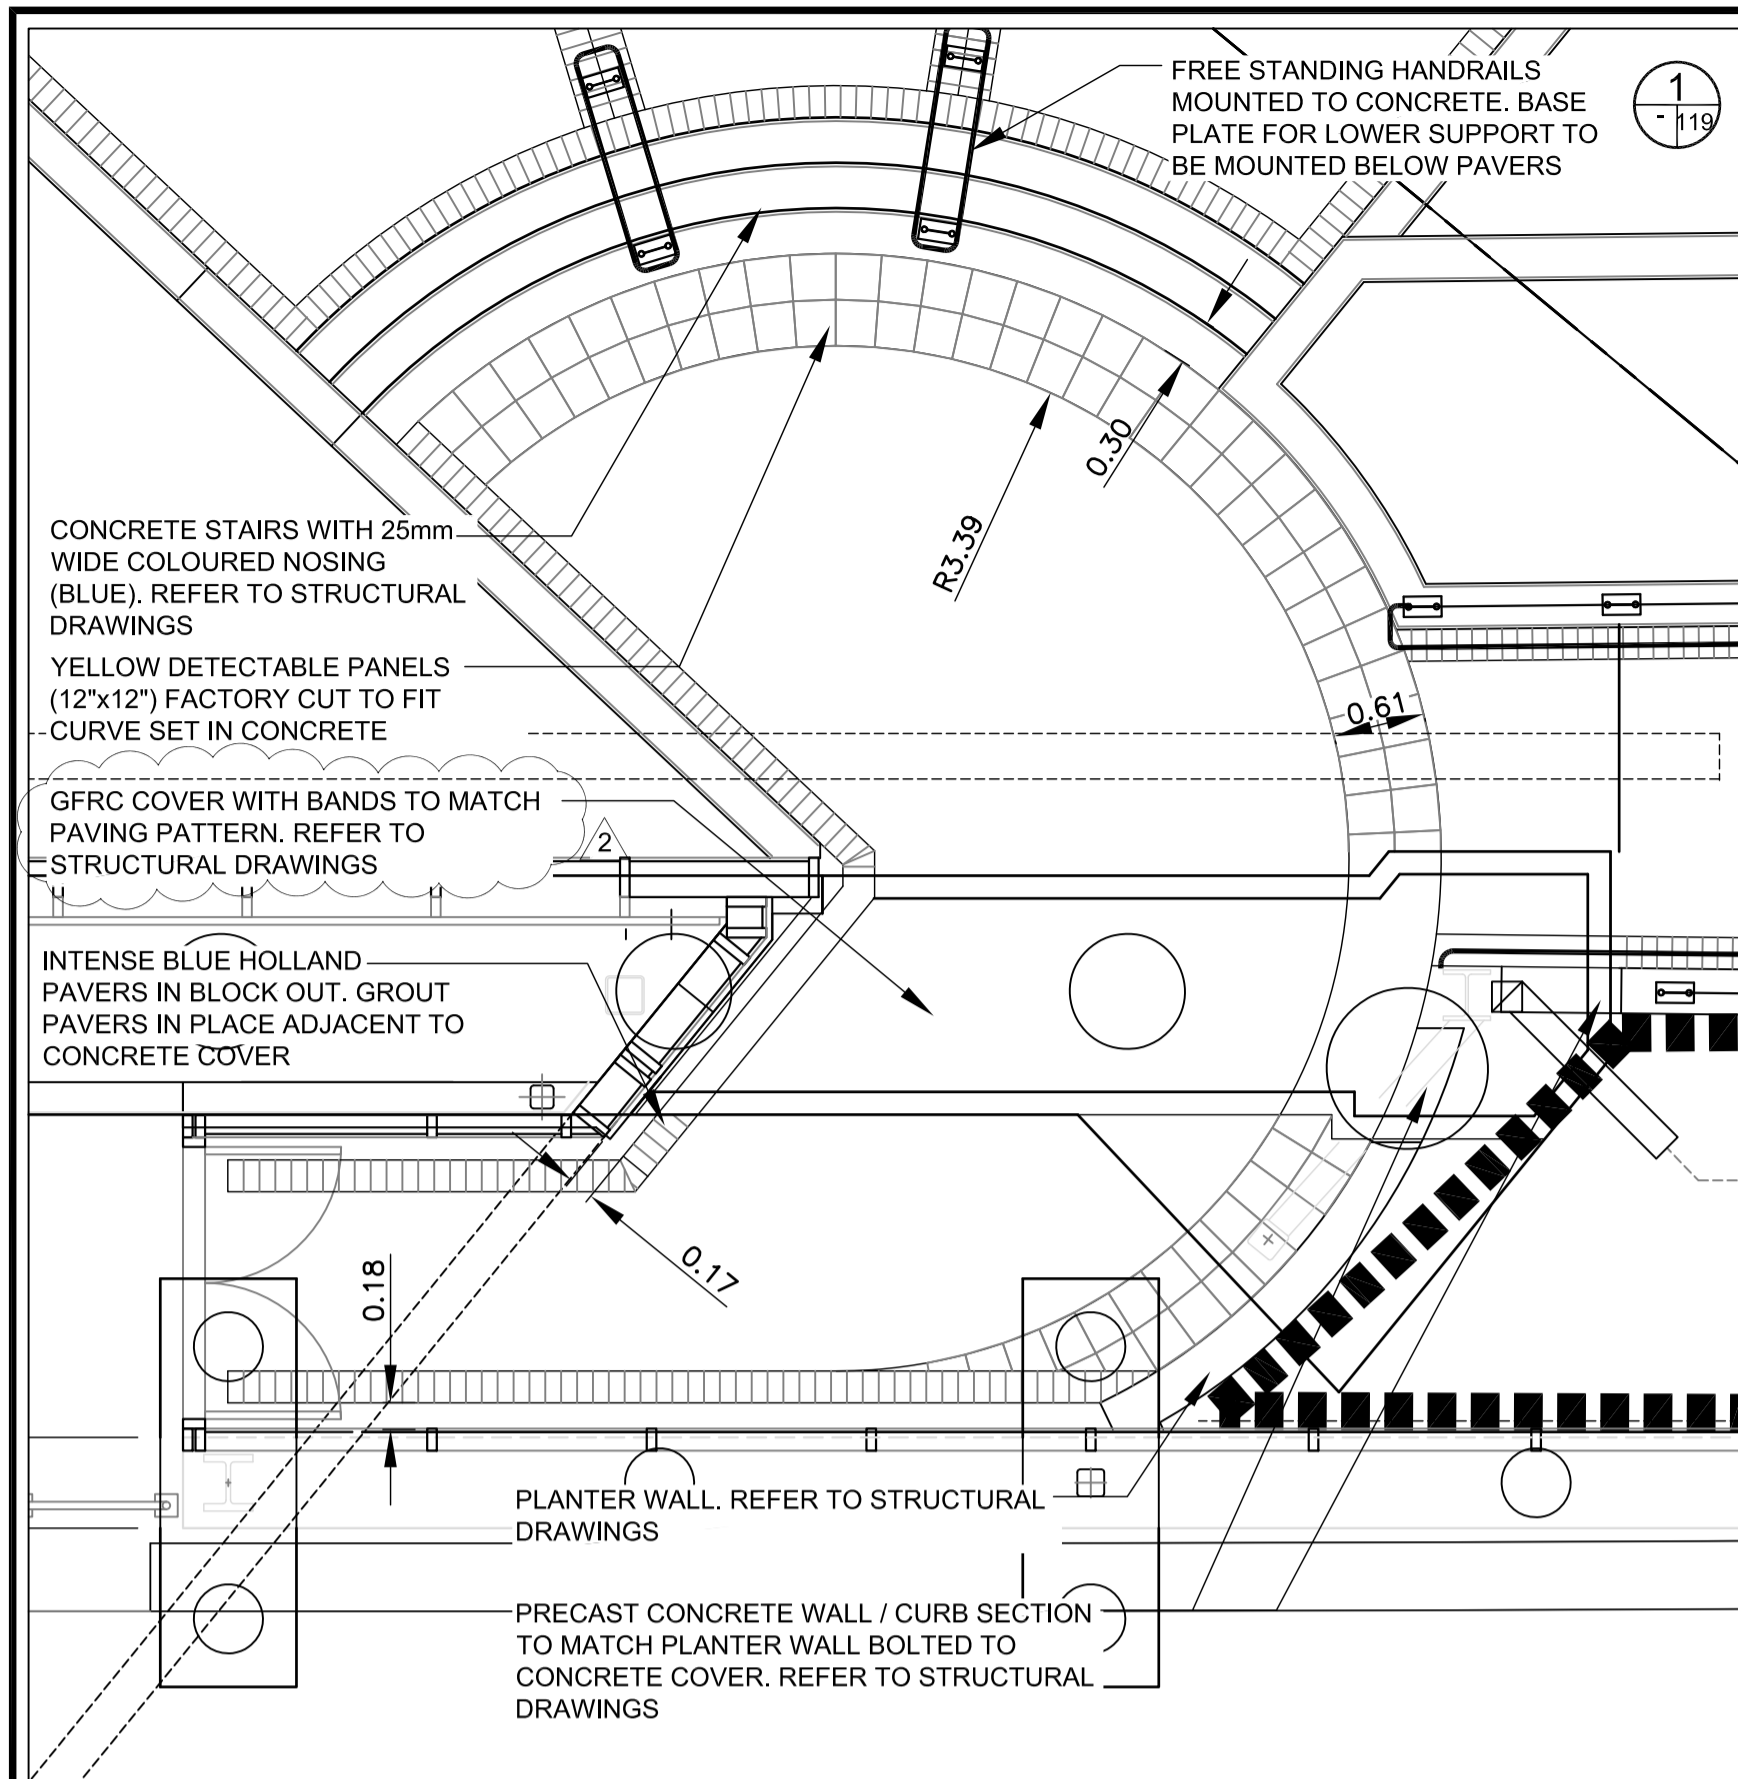 FREE STANDING HANDRAILS
MOUNTED TO CONCRETE. BASE
PLATE FOR LOWER SUPPORT TO
BE MOUNTED BELOW PAVERS
1
- 119
0.30
R3.39
CONCRETE STAIRS WITH 25mm
WIDE COLOURED NOSING
(BLUE). REFER TO STRUCTURAL
DRAWINGS
YELLOW DETECTABLE PANELS
(12"x12") FACTORY CUT TO FIT
CURVE SET IN CONCRETE
0.61
GFRC COVER WITH BANDS TO MATCH
PAVING PATTERN. REFER TO
STRUCTURAL DRAWINGS
2
INTENSE BLUE HOLLAND
PAVERS IN BLOCK OUT. GROUT
PAVERS IN PLACE ADJACENT TO
CONCRETE COVER
0.17
0.18
PLANTER WALL. REFER TO STRUCTURAL
DRAWINGS
PRECAST CONCRETE WALL / CURB SECTION
TO MATCH PLANTER WALL BOLTED TO
CONCRETE COVER. REFER TO STRUCTURAL
DRAWINGS